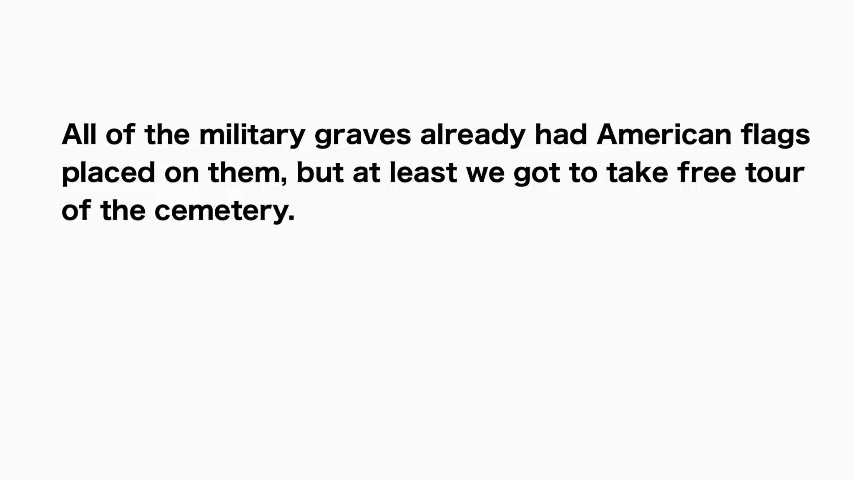 All of the military graves already had American flags
placed on them, but at least we got to take free tour
of the cemetery.